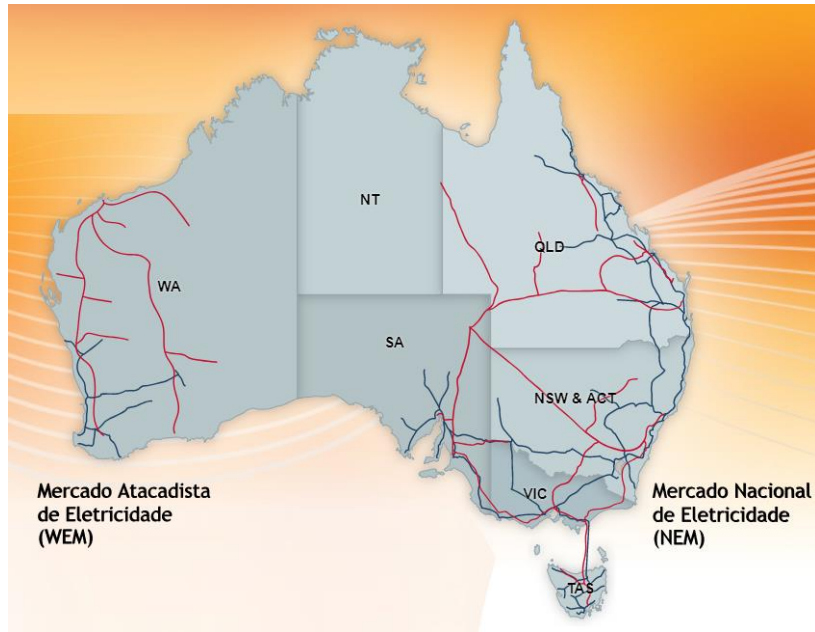 NT
QLD
WA
SA
NSW & ACT
Mercado Atacadista
de Eletricidade
(WEM)
VIC
Mercado Nacional
de Eletricidade
(NEM)
TAS